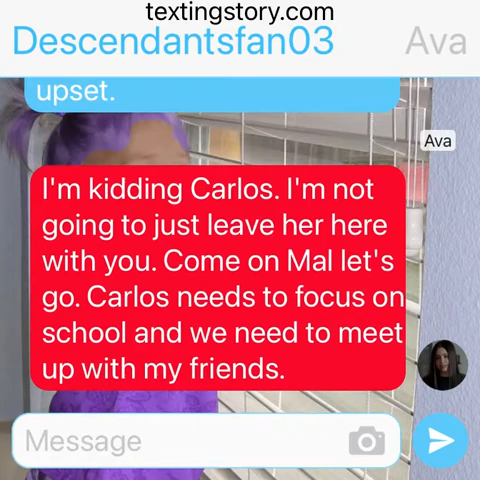 textingstory.com
Descendantsfan03 Ava
upset.
Ava
I'm kidding Carlos. I'm not
going to just leave her here
with you. Come on Mal let's
go. Carlos needs to focus on
school and we need to meet
up with my friends.
Message